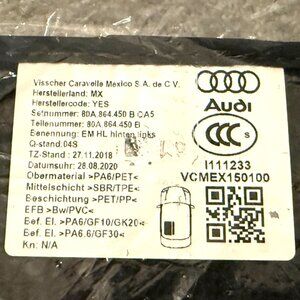 Visscher Caravelle Mexico S.A. de C.V.
Herstellerland: MX
Herstellercode: YES
Setnummer: 80A.864.450 B CA5
Teilenummer: 80A.864.450 B
Benennung: EM HL hinten links
Q-stand: 04S
TZ-Stand : 27.11.2018
Datumsuhr: 28.08.2020
Obermaterial >PA6/PET<
Mittelschicht >SBR/TPE<
Beschichtung >PET/PP<
EFB >Bw/PVC<
Bef. El. >PA6/GF10/GK20<
Bef. El. >PA6.6/GF30<
Kn: N/A
Audi
CCC S
I111233
VCMEX150100